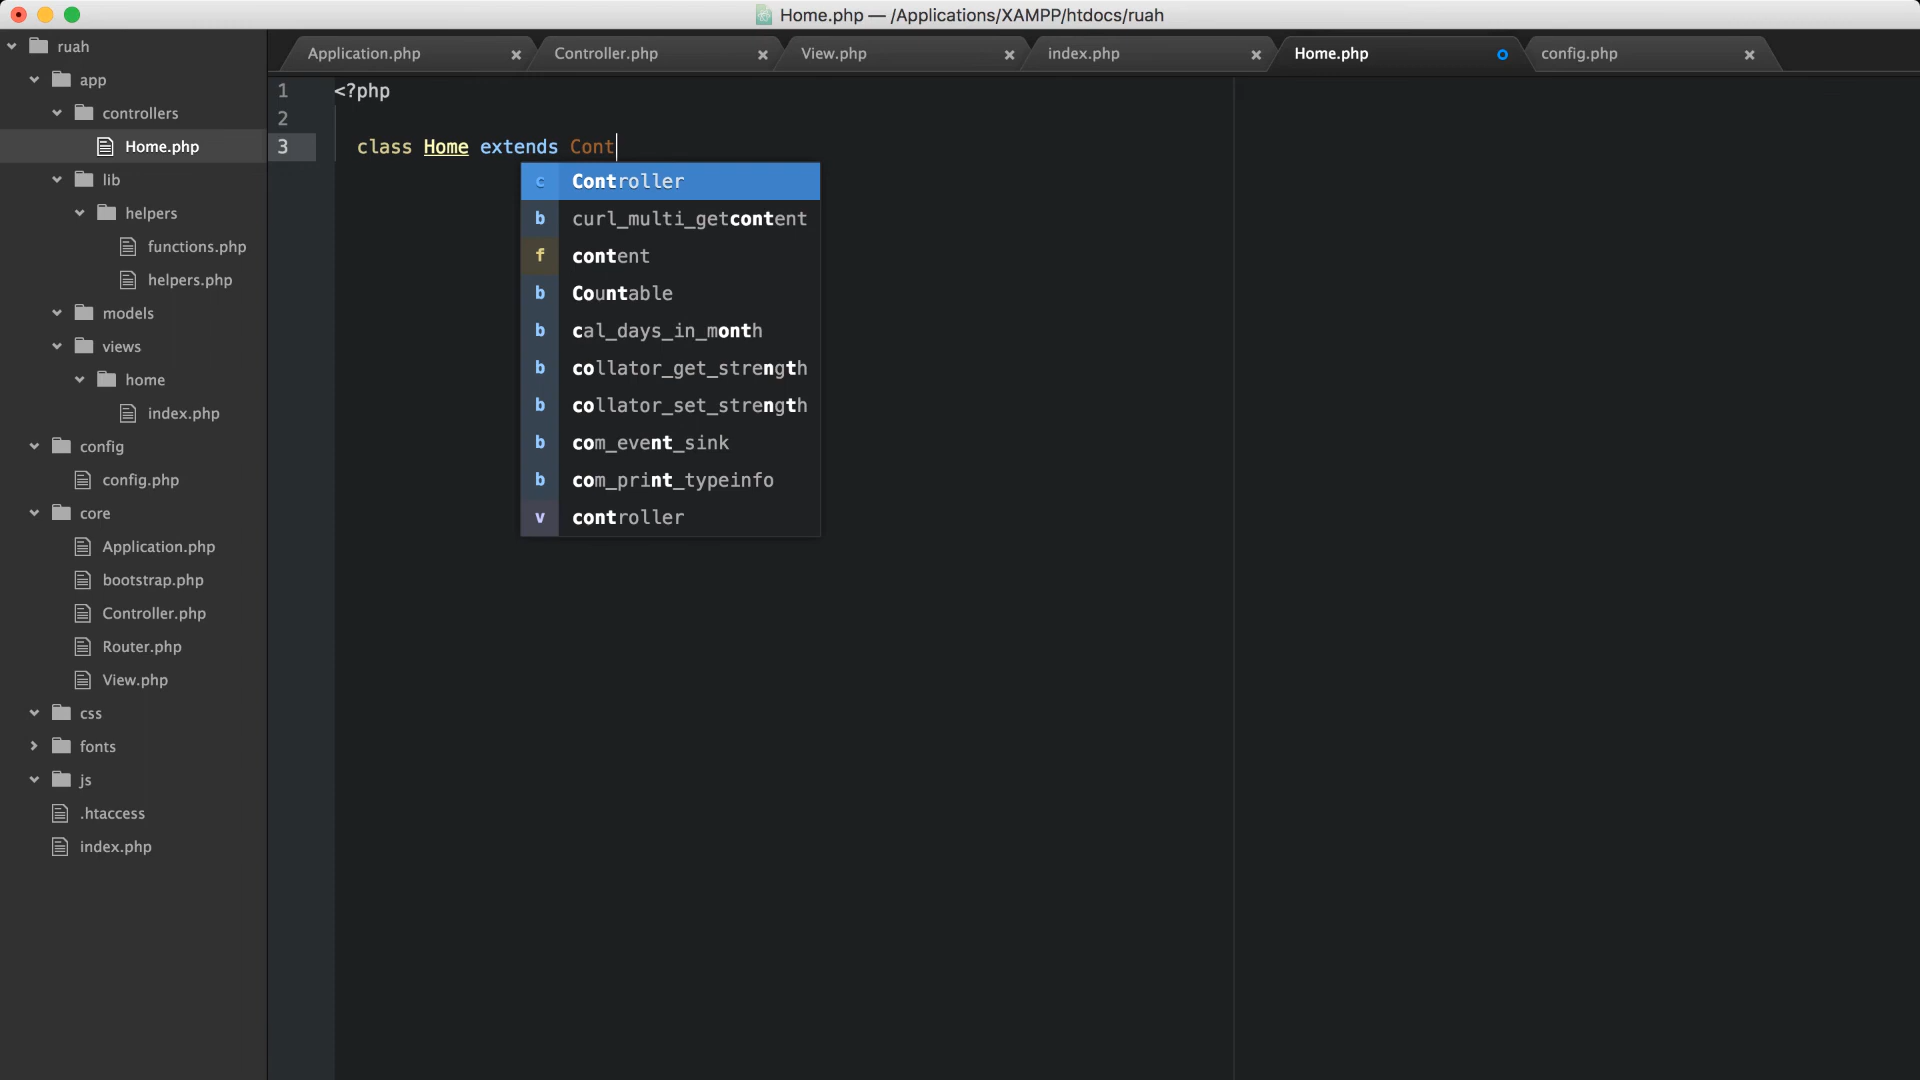 Home.php — /Applications/XAMPP/htdocs/ruah
ruah
app
controllers
Home.php
lib
helpers
functions.php
helpers.php
models
views
home
index.php
config
config.php
core
Application.php
bootstrap.php
Controller.php
Router.php
View.php
css
fonts
js
.htaccess
index.php
Application.php
Controller.php
View.php
index.php
Home.php
config.php
1 <?php
2
3 class Home extends Cont
c Controller
b curl_multi_getcontent
f content
b Countable
b cal_days_in_month
b collator_get_strength
b collator_set_strength
b com_event_sink
b com_print_typeinfo
v controller